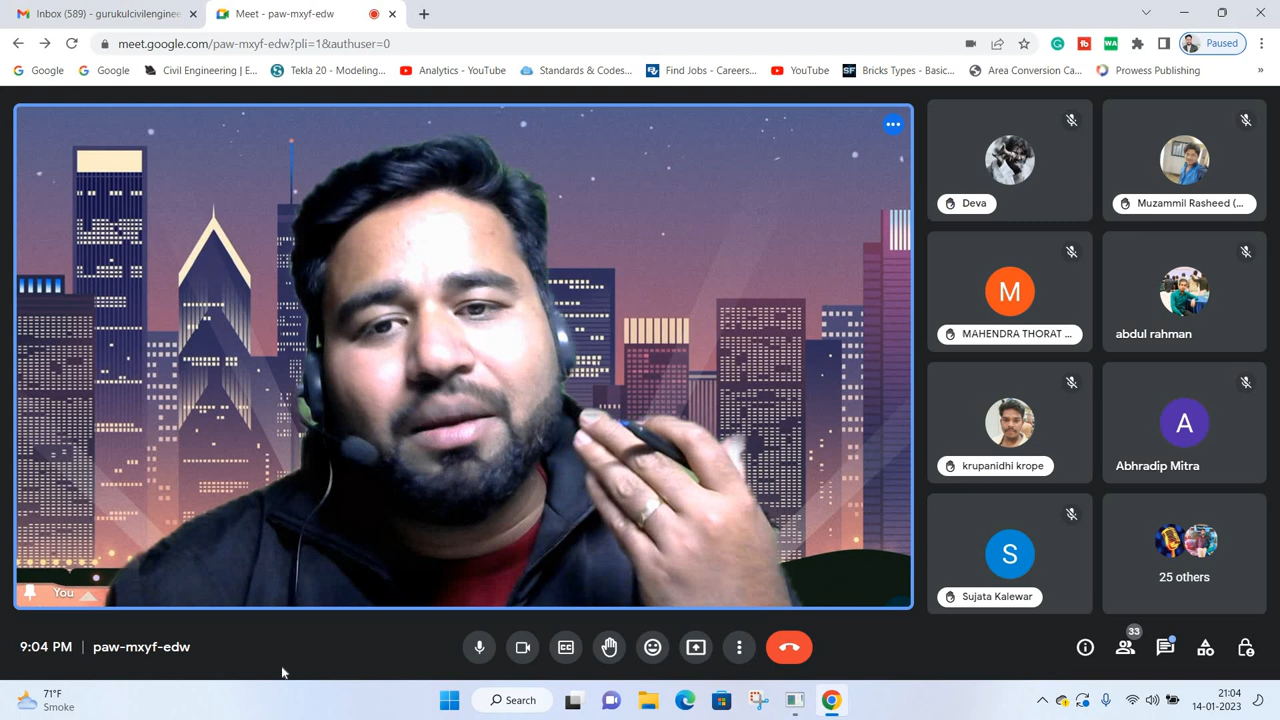 Inbox (589) - gurukulcivilenginee
Meet - paw-mxyf-edw
meet.google.com/paw-mxyf-edw?pli=1&authuser=0
Paused
Google
Google
Civil Engineering | E...
Tekla 20 - Modeling...
Analytics - YouTube
Standards & Codes...
Find Jobs - Careers...
YouTube
SF
Bricks Types - Basic...
Area Conversion Ca...
Prowess Publishing
»
Deva
Muzammil Rasheed (...
M
MAHENDRA THORAT ...
abdul rahman
krupanidhi krope
A
Abhradip Mitra
S
Sujata Kalewar
25 others
You
9:04 PM | paw-mxyf-edw
33
71°F
Smoke
Search
21:04
14-01-2023